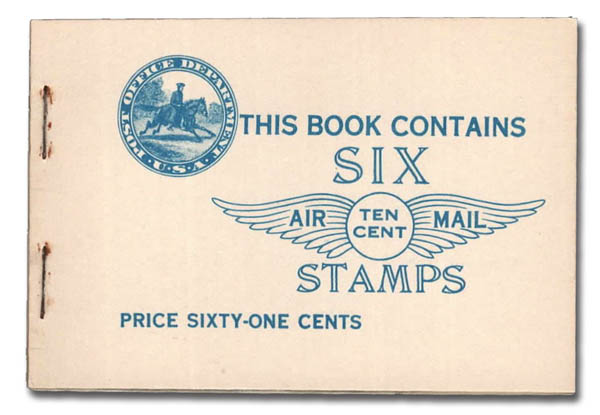 POST OFFICE DEPARTMENT
· U.S.A. ·
THIS BOOK CONTAINS
SIX
AIR TEN CENT MAIL
STAMPS
PRICE SIXTY-ONE CENTS